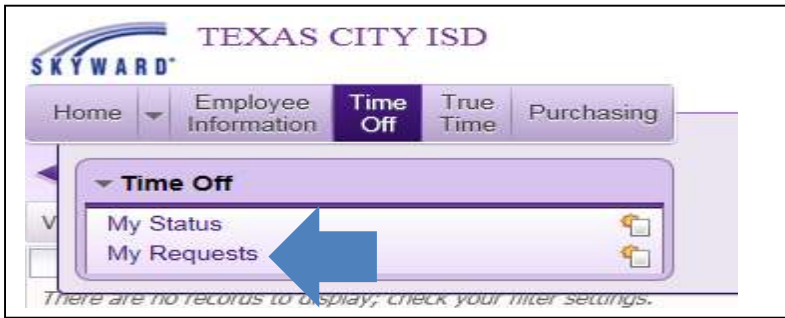 TEXAS CITY ISD
SKYWARD
Home
Employee Information
Time Off
True Time
Purchasing
Time Off
V
My Status
My Requests
There are no records to display; check your filter settings.